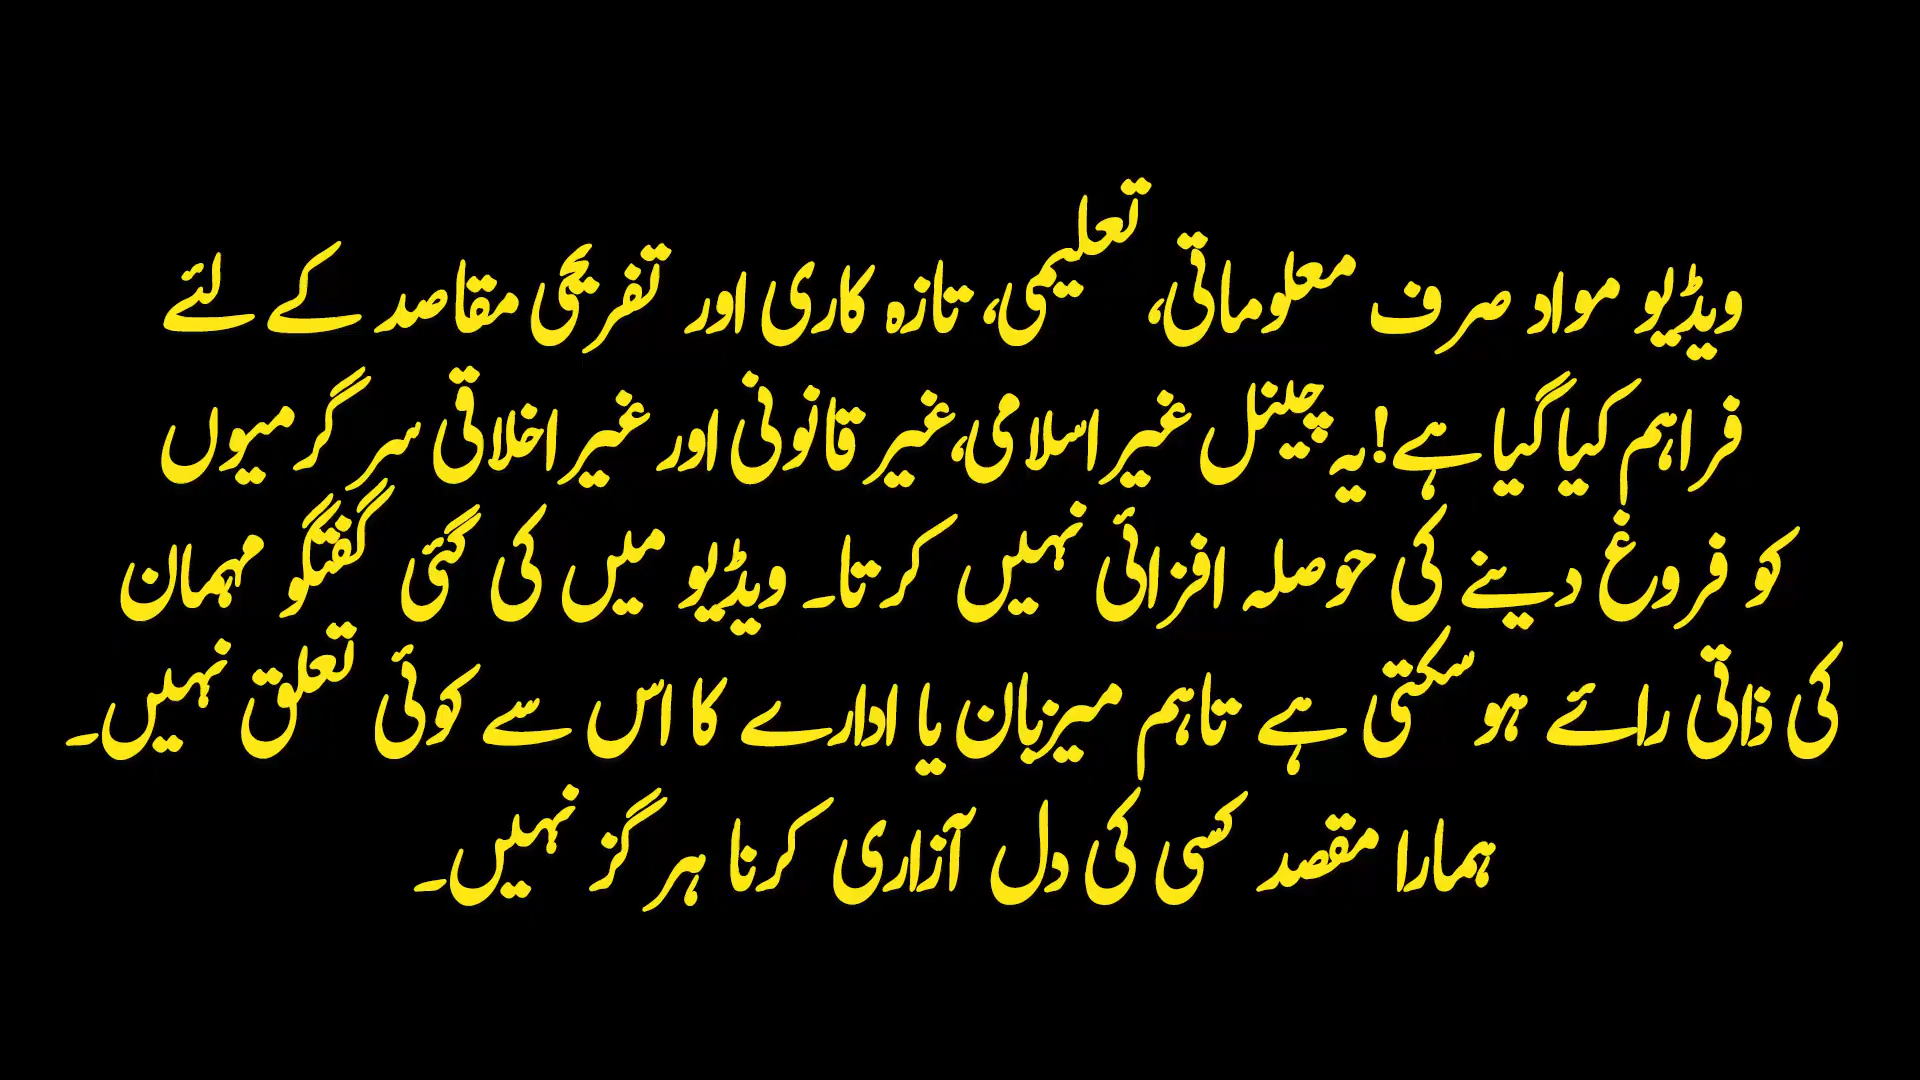 ویڈیو مواد صرف معلوماتی، تعلیمی، تازہ کاری اور تفریحی مقاصد کے لئے
فراہم کیا گیا ہے! یہ چینل غیر اسلامی، غیر قانونی اور غیر اخلاقی سرگرمیوں
کو فروغ دینے کی حوصلہ افزائی نہیں کرتا۔ ویڈیو میں کی گئی گفتگو مہمان
کی ذاتی رائے ہو سکتی ہے تاہم میزبان یا ادارے کا اس سے کوئی تعلق نہیں۔
ہمارا مقصد کسی کی دل آزاری کرنا ہر گز نہیں۔